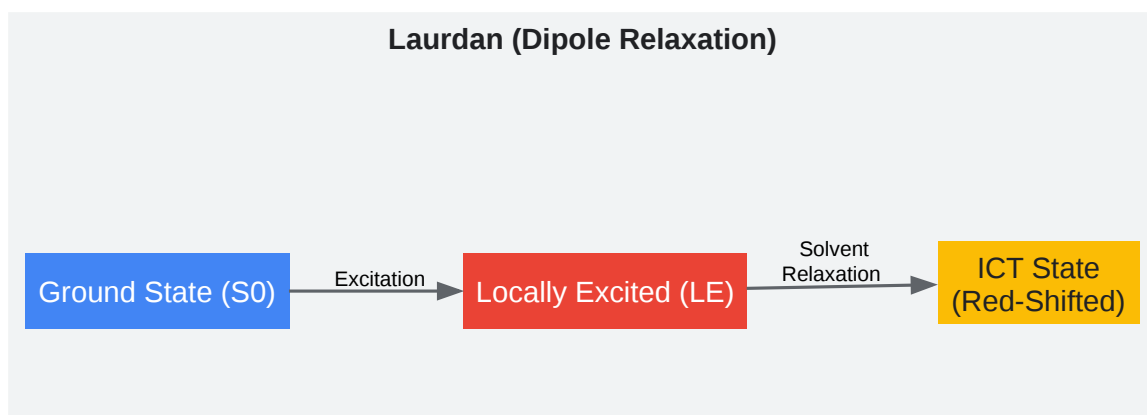 Laurdan (Dipole Relaxation)
Ground State (S0)
Excitation
Locally Excited (LE)
Solvent
Relaxation
ICT State
(Red-Shifted)